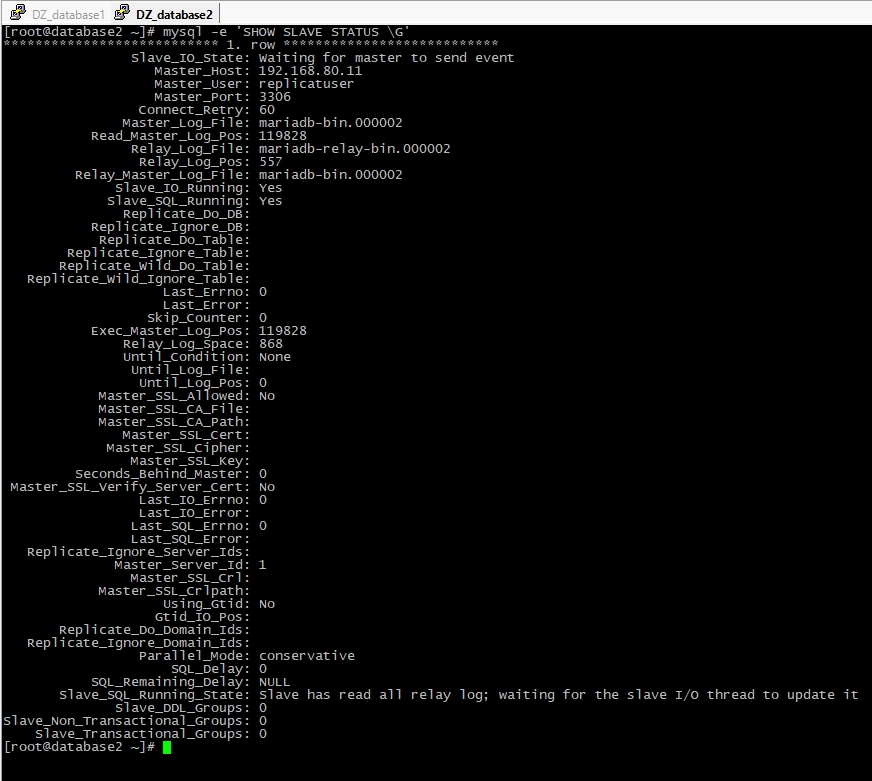 DZ_database1 DZ_database2
[root@database2 ~]# mysql -e 'SHOW SLAVE STATUS \G'
*************************** 1. row ***************************
Slave_IO_State: Waiting for master to send event
Master_Host: 192.168.80.11
Master_User: replicatuser
Master_Port: 3306
Connect_Retry: 60
Master_Log_File: mariadb-bin.000002
Read_Master_Log_Pos: 119828
Relay_Log_File: mariadb-relay-bin.000002
Relay_Log_Pos: 557
Relay_Master_Log_File: mariadb-bin.000002
Slave_IO_Running: Yes
Slave_SQL_Running: Yes
Replicate_Do_DB:
Replicate_Ignore_DB:
Replicate_Do_Table:
Replicate_Ignore_Table:
Replicate_Wild_Do_Table:
Replicate_Wild_Ignore_Table:
Last_Errno: 0
Last_Error:
Skip_Counter: 0
Exec_Master_Log_Pos: 119828
Relay_Log_Space: 868
Until_Condition: None
Until_Log_File:
Until_Log_Pos: 0
Master_SSL_Allowed: No
Master_SSL_CA_File:
Master_SSL_CA_Path:
Master_SSL_Cert:
Master_SSL_Cipher:
Master_SSL_Key:
Seconds_Behind_Master: 0
Master_SSL_Verify_Server_Cert: No
Last_IO_Errno: 0
Last_IO_Error:
Last_SQL_Errno: 0
Last_SQL_Error:
Replicate_Ignore_Server_Ids:
Master_Server_Id: 1
Master_SSL_Crl:
Master_SSL_Crlpath:
Using_Gtid: No
Gtid_IO_Pos:
Replicate_Do_Domain_Ids:
Replicate_Ignore_Domain_Ids:
Parallel_Mode: conservative
SQL_Delay: 0
SQL_Remaining_Delay: NULL
Slave_SQL_Running_State: Slave has read all relay log; waiting for the slave I/O thread to update it
Slave_DDL_Groups: 0
Slave_Non_Transactional_Groups: 0
Slave_Transactional_Groups: 0
[root@database2 ~]#